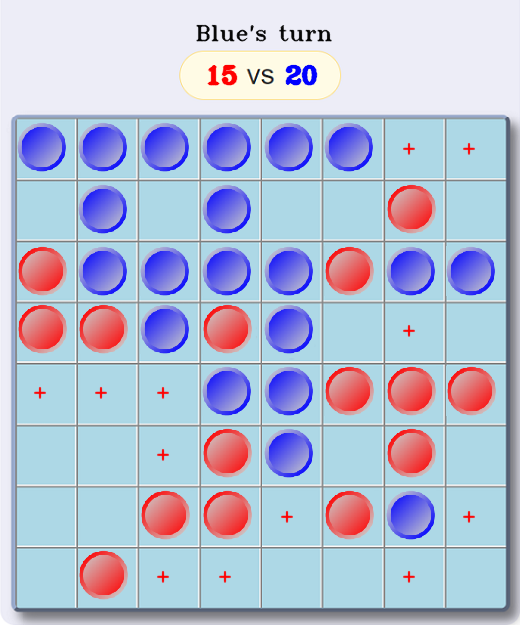 Blue's turn
15 vs 20
+ +
+
+ + +
+
+ +
+ + +